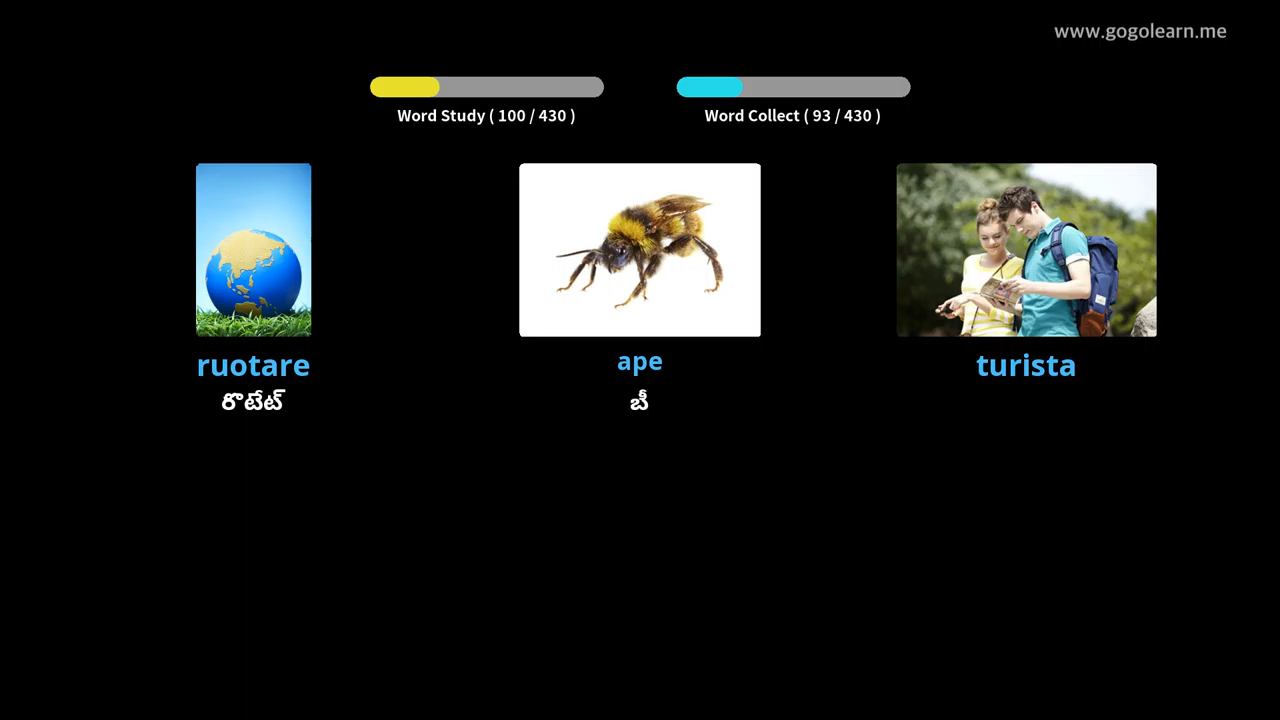 www.gogolearn.me
Word Study ( 100 / 430 )
Word Collect ( 93 / 430 )
ruotare
ape
turista
రొటేట్
బీ